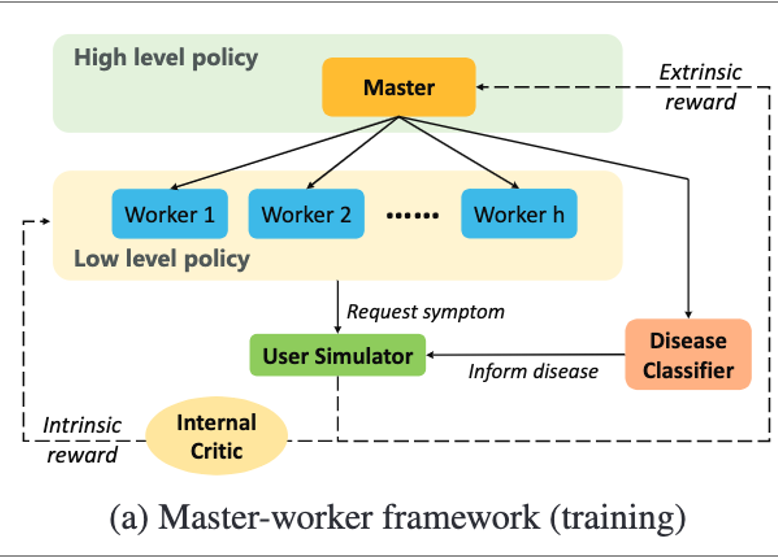 High level policy
Master
Extrinsic
reward
Worker 1
Worker 2
......
Worker h
Low level policy
Request symptom
User Simulator
Disease
Classifier
Inform disease
Intrinsic
reward
Internal
Critic
(a) Master-worker framework (training)